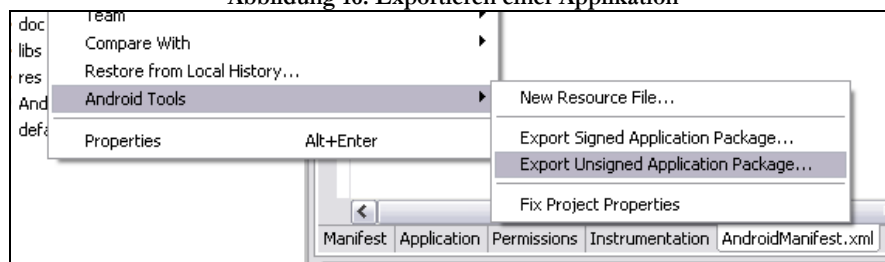 Abbildung 16: Exportieren einer Applikation
doc
libs
res
And
defa
Team
Compare With
Restore from Local History...
Android Tools
Properties Alt+Enter
New Resource File...
Export Signed Application Package...
Export Unsigned Application Package...
Fix Project Properties
Manifest Application Permissions Instrumentation AndroidManifest.xml